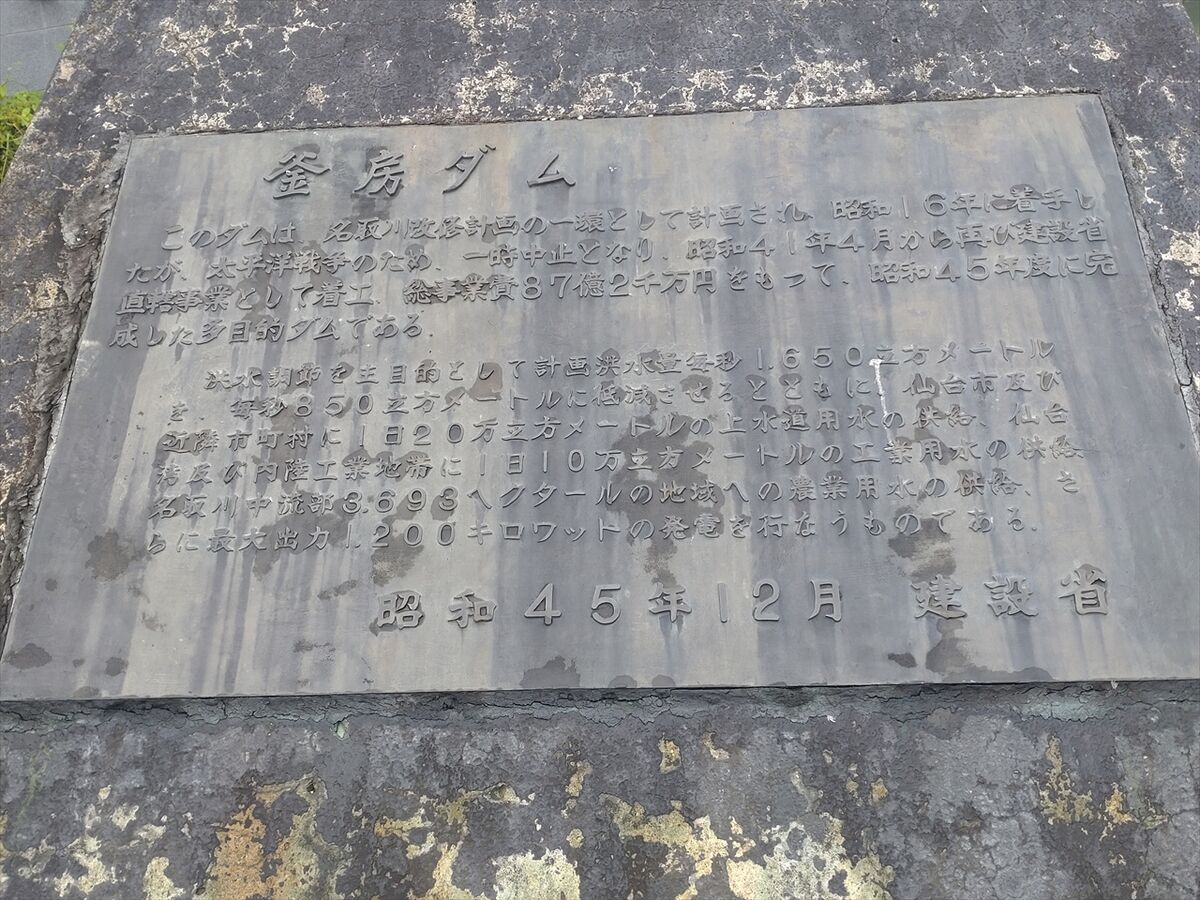 釜房ダム
このダムは、名取川改修計画の一環として計画され、昭和16年に着手し
たが、太平洋戦争のため、一時中止となり、昭和41年4月から再び建設省
直轄事業として着工、総事業費87億2千万円をもって、昭和45年度に完
成した多目的ダムである.
洪水調節を主目的として計画洪水量毎秒1.650立方メートル
を、毎秒850立方メートルに低減させるとともに、仙台市及び
近隣市町村に1日20万立方メートルの上水道用水の供給、仙台
湾及び内陸工業地帯に1日10万立方メートルの工業用水の供給
名取川中流部3.693ヘクタールの地域への農業用水の供給、さ
らに最大出力1.200キロワットの発電を行なうものである.
昭和45年12月 建設省